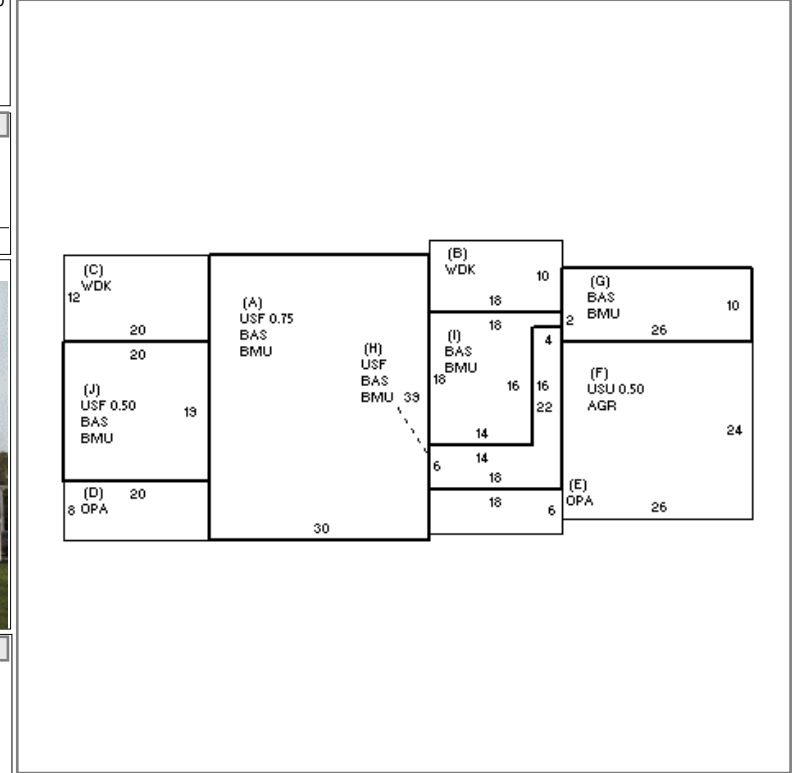 (C)
WDK
12
20
20
(J)
USF 0.50
BAS
BMU
19
(D)
20
8 OPA
(A)
USF 0.75
BAS
BMU
(H)
USF
BAS
BMU
39
30
(B)
WDK
10
18
18
(I)
BAS
BMU
18
16
14
14
6
18
18
6
2
4
16
22
(G)
BAS
BMU
10
26
(F)
USU 0.50
AGR
24
(E)
OPA
26